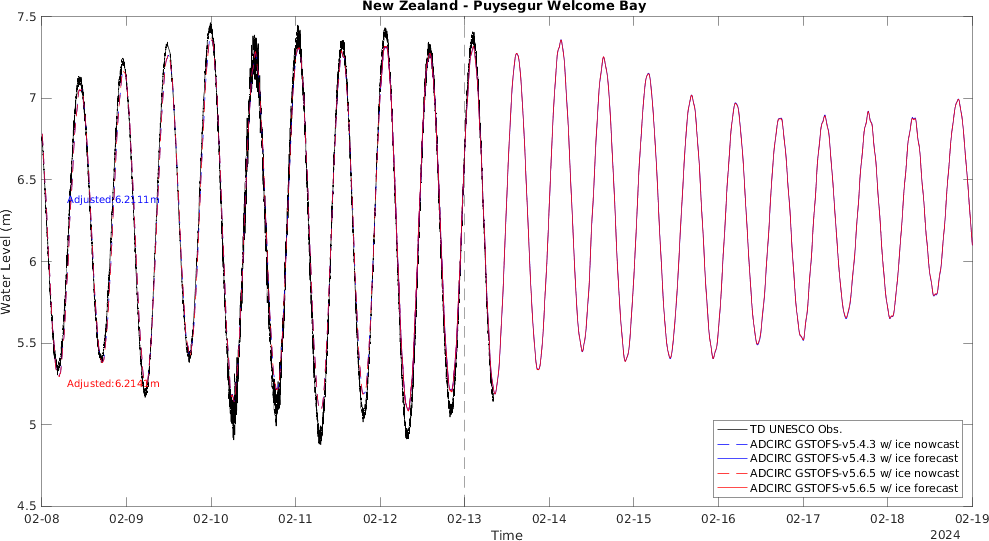 New Zealand - Puysegur Welcome Bay
7.5
7
6.5
6
5.5
5
4.5
Water Level (m)
Adjusted:6.2111m
Adjusted:6.2141m
TD UNESCO Obs.
ADCIRC GSTOFS-v5.4.3 w/ ice nowcast
ADCIRC GSTOFS-v5.4.3 w/ ice forecast
ADCIRC GSTOFS-v5.6.5 w/ ice nowcast
ADCIRC GSTOFS-v5.6.5 w/ ice forecast
02-08 02-09 02-10 02-11 02-12 02-13 02-14 02-15 02-16 02-17 02-18 02-19
Time
2024